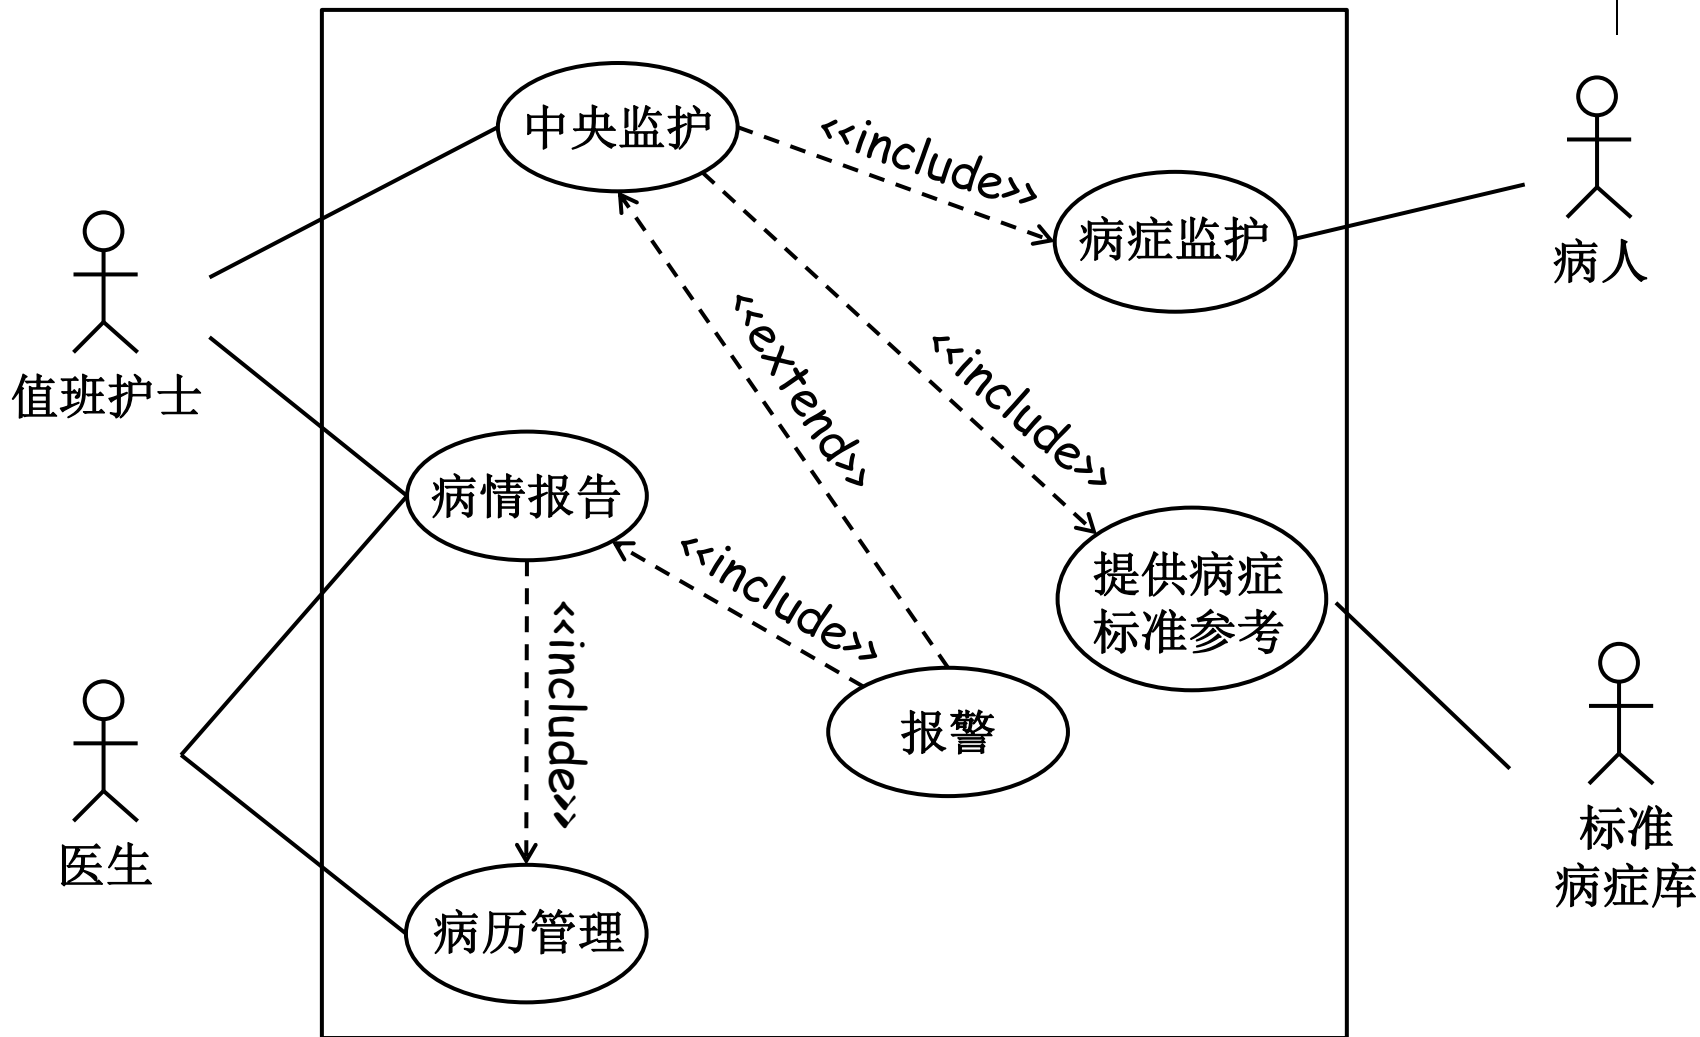 中央监护
<<include>>
病症监护
病人
值班护士
<<extend>>
<<include>>
病情报告
<<include>>
提供病症
标准参考
<<include>>
报警
医生
标准
病症库
病历管理